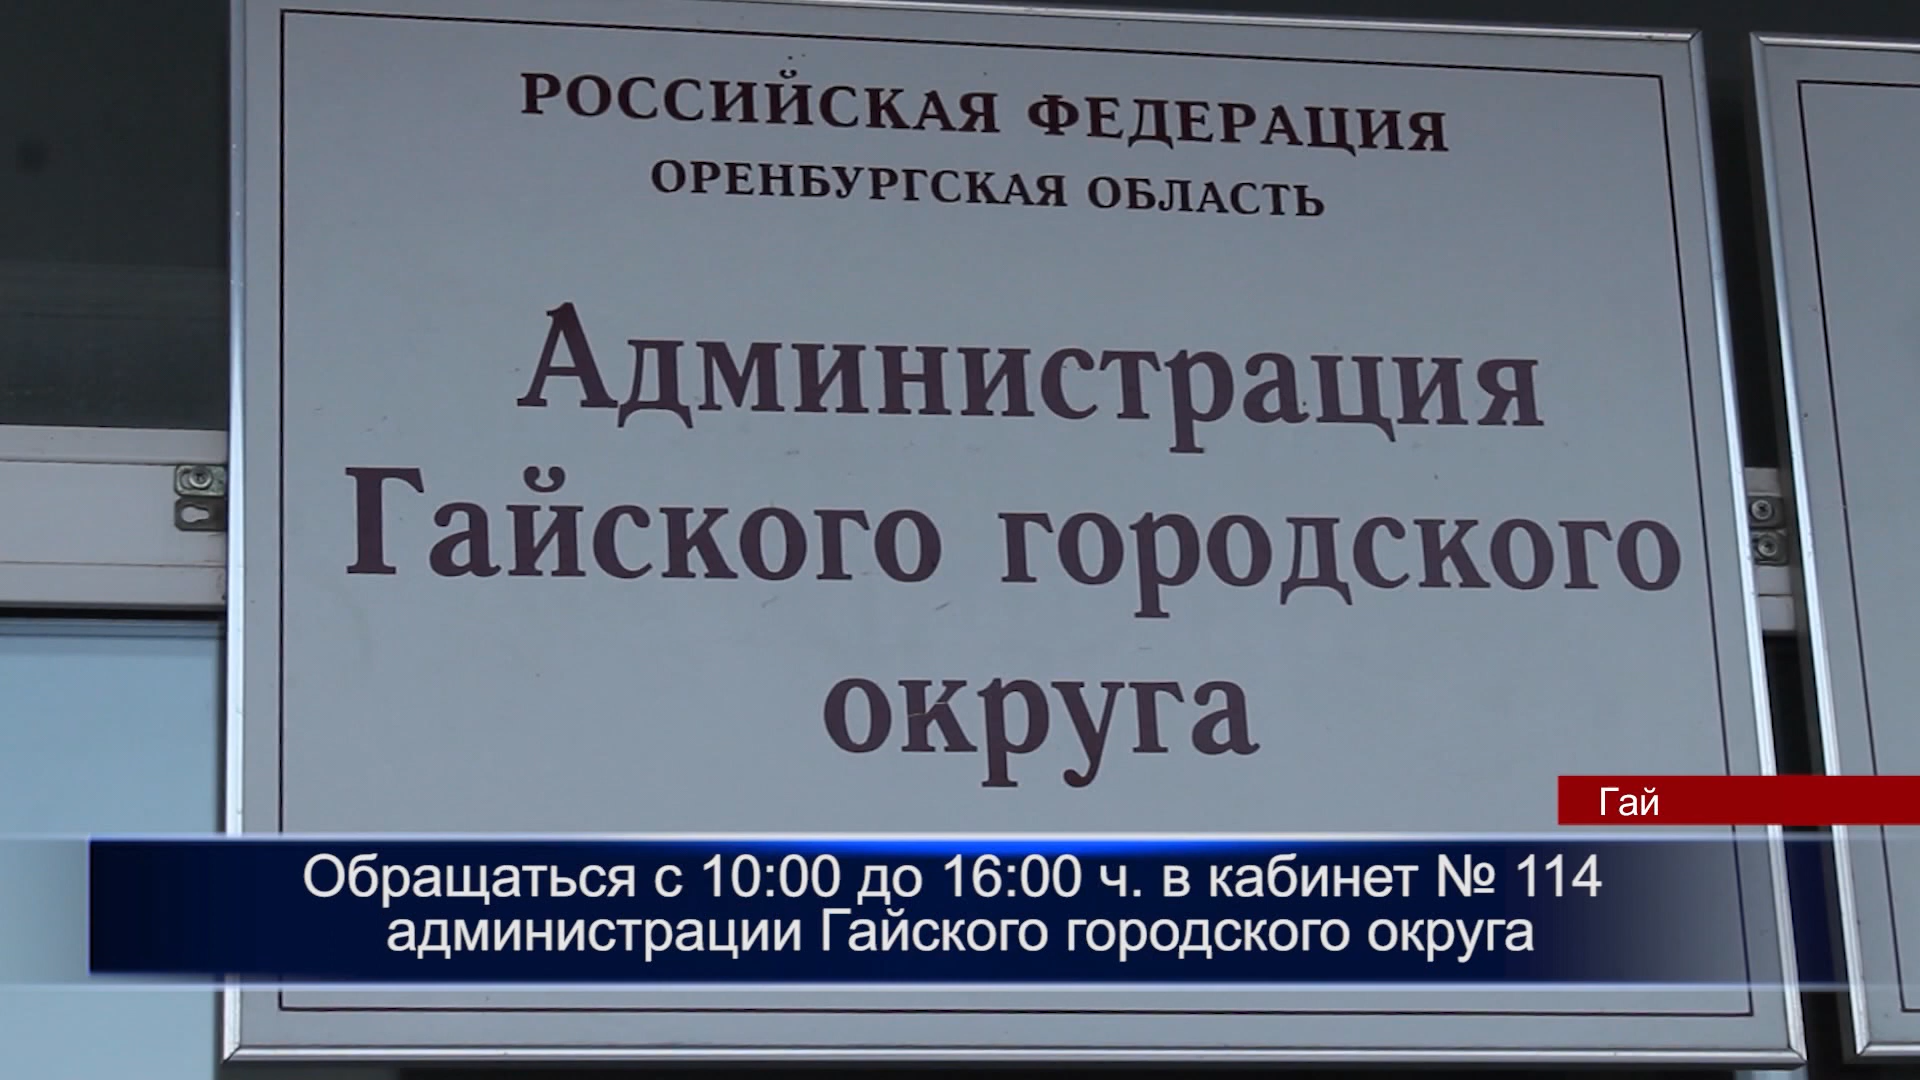 РОССИЙСКАЯ ФЕДЕРАЦИЯ
ОРЕНБУРГСКАЯ ОБЛАСТЬ
Администрация
Гайского городского
округа
Гай
Обращаться с 10:00 до 16:00 ч. в кабинет № 114
администрации Гайского городского округа